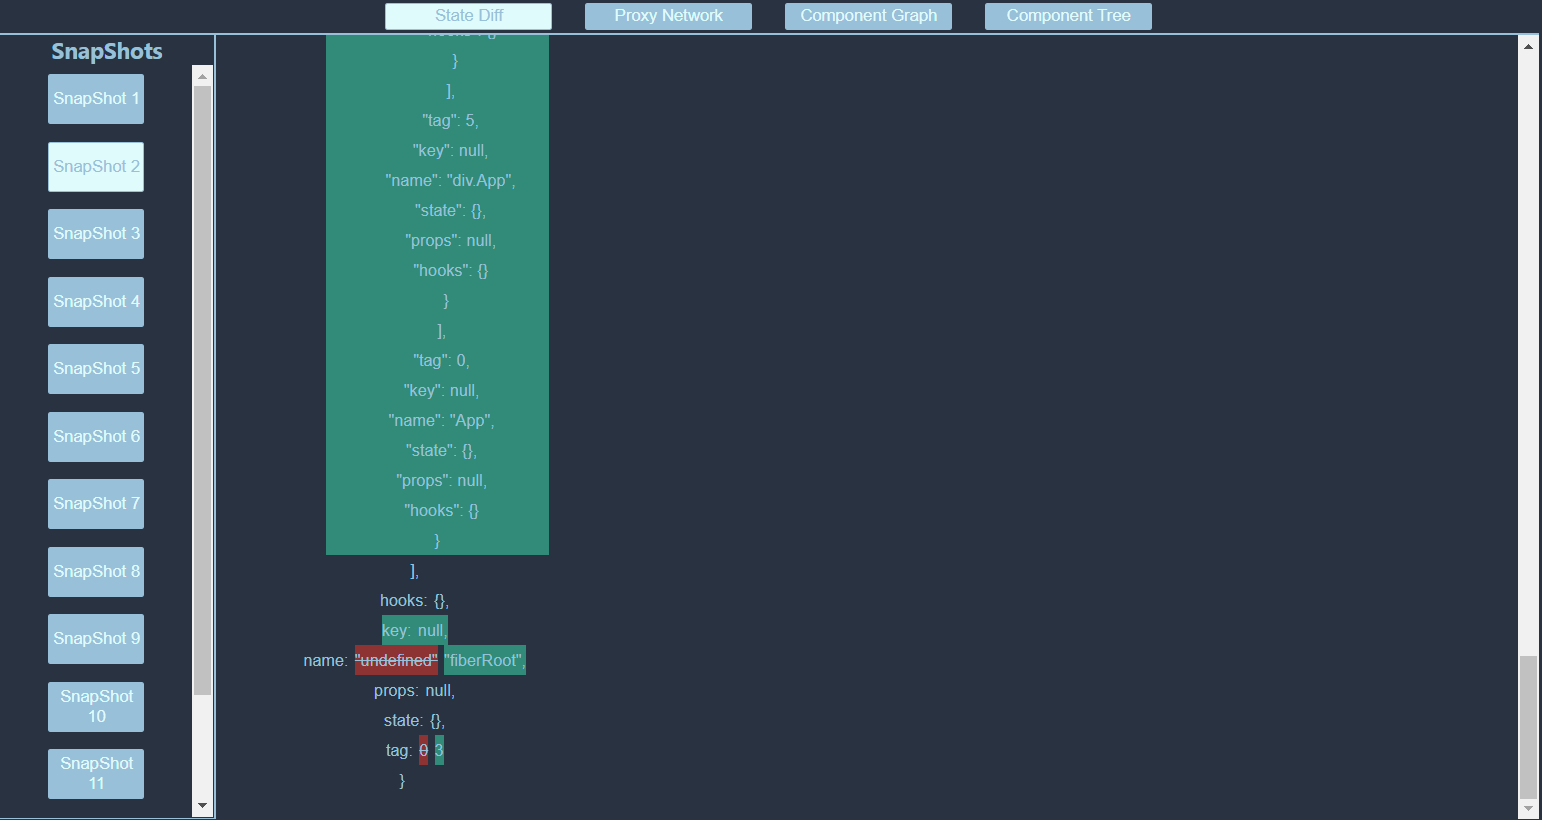 State Diff
Proxy Network
Component Graph
Component Tree
SnapShots
SnapShot 1
SnapShot 2
SnapShot 3
SnapShot 4
SnapShot 5
SnapShot 6
SnapShot 7
SnapShot 8
SnapShot 9
SnapShot
10
SnapShot
11
}
],
"tag": 5,
"key": null,
"name": "div.App",
"state": {},
"props": null,
"hooks": {}
}
],
"tag": 0,
"key": null,
"name": "App",
"state": {},
"props": null,
"hooks": {}
}
],
hooks: {},
key: null,
name: "undefined" "fiberRoot",
props: null,
state: {},
tag: 0 3
}